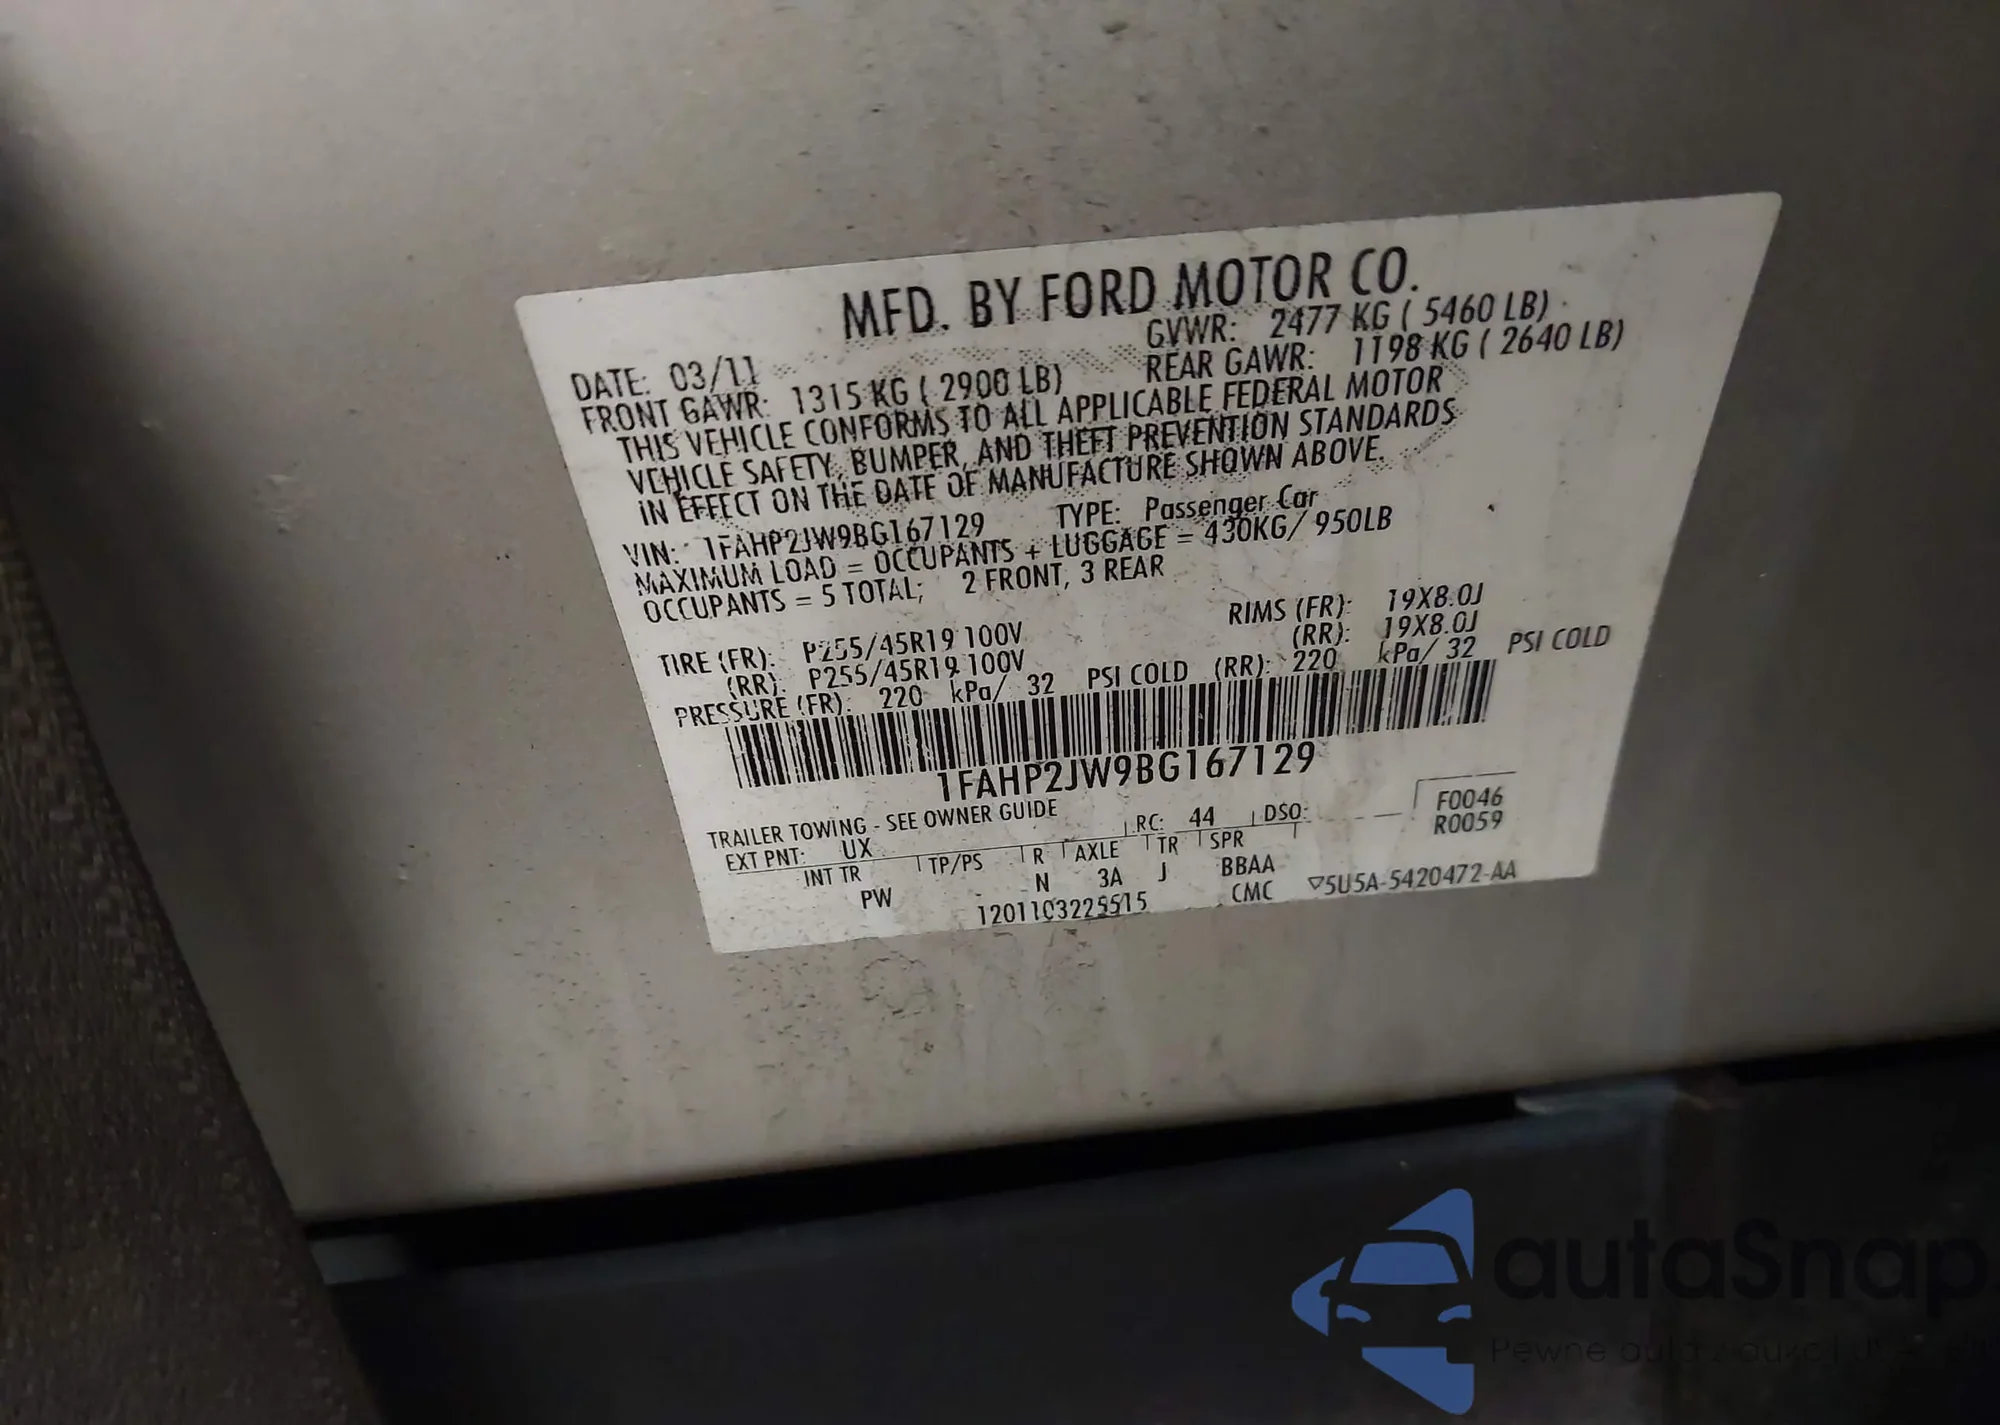 MFD. BY FORD MOTOR CO.
DATE: 03/11 GVWR: 2477 KG ( 5460 LB)
FRONT GAWR: 1315 KG ( 2900 LB) REAR GAWR: 1198 KG ( 2640 LB)
THIS VEHICLE CONFORMS TO ALL APPLICABLE FEDERAL MOTOR
VEHICLE SAFETY, BUMPER, AND THEFT PREVENTION STANDARDS
IN EFFECT ON THE DATE OF MANUFACTURE SHOWN ABOVE.
VIN: 1FAHP2JW9BG167129 TYPE: Passenger Car
MAXIMUM LOAD = OCCUPANTS + LUGGAGE = 430KG/ 950LB
OCCUPANTS = 5 TOTAL; 2 FRONT, 3 REAR
TIRE (FR): P255/45R19 100V RIMS (FR): 19X8.0J
(RR): P255/45R19 100V (RR): 19X8.0J
PRESSURE (FR): 220 kPa/ 32 PSI COLD (RR): 220 kPa/ 32 PSI COLD
1FAHP2JW9BG167129
TRAILER TOWING - SEE OWNER GUIDE
EXT PNT: UX RC: 44 DSO: F0046
R0059
INT TR TP/PS R AXLE TR SPR
PW N 3A J BBAA
1201103225515 CMC ▽5U5A-5420472-AA
autaSnap
Pewne auta z aukcji